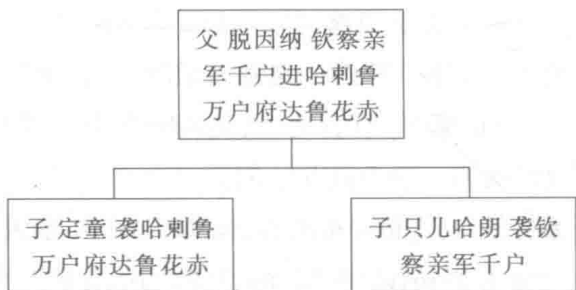 父 脱因纳 钦察亲
军千户进哈剌鲁
万户府达鲁花赤
子 定童 袭哈剌鲁
万户府达鲁花赤
子 只儿哈朗 袭钦
察亲军千户